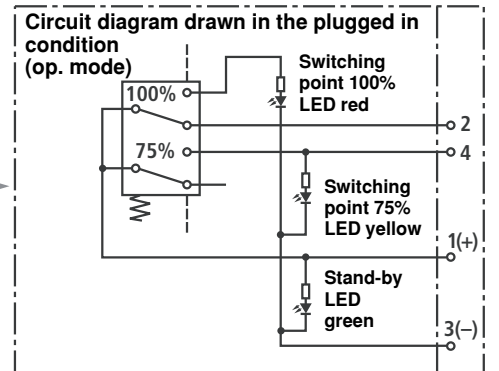 Circuit diagram drawn in the plugged in
condition
(op. mode)
Switching
point 100%
LED red
100%
2
75%
4
Switching
point 75%
LED yellow
1(+)
Stand-by
LED
green
3(–)